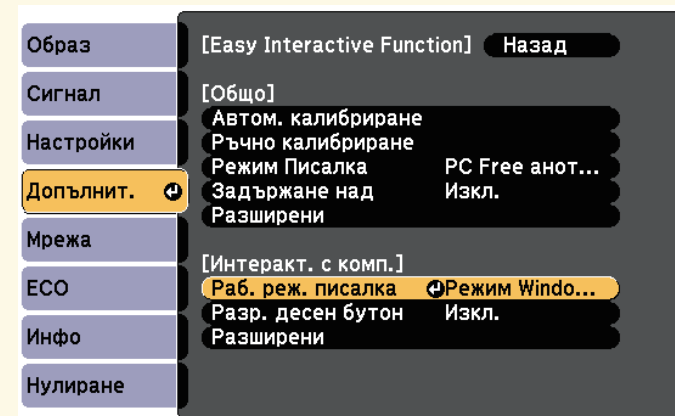 Образ
Сигнал
Настройки
Допълнит.
Мрежа
ECO
Инфо
Нулиране
[Easy Interactive Function] Назад
[Общо]
Автом. калибриране
Ръчно калибриране
Режим Писалка PC Free анот...
Задържане над Изкл.
Разширени
[Интеракт. с комп.]
Раб. реж. писалка Режим Windo...
Разр. десен бутон Изкл.
Разширени